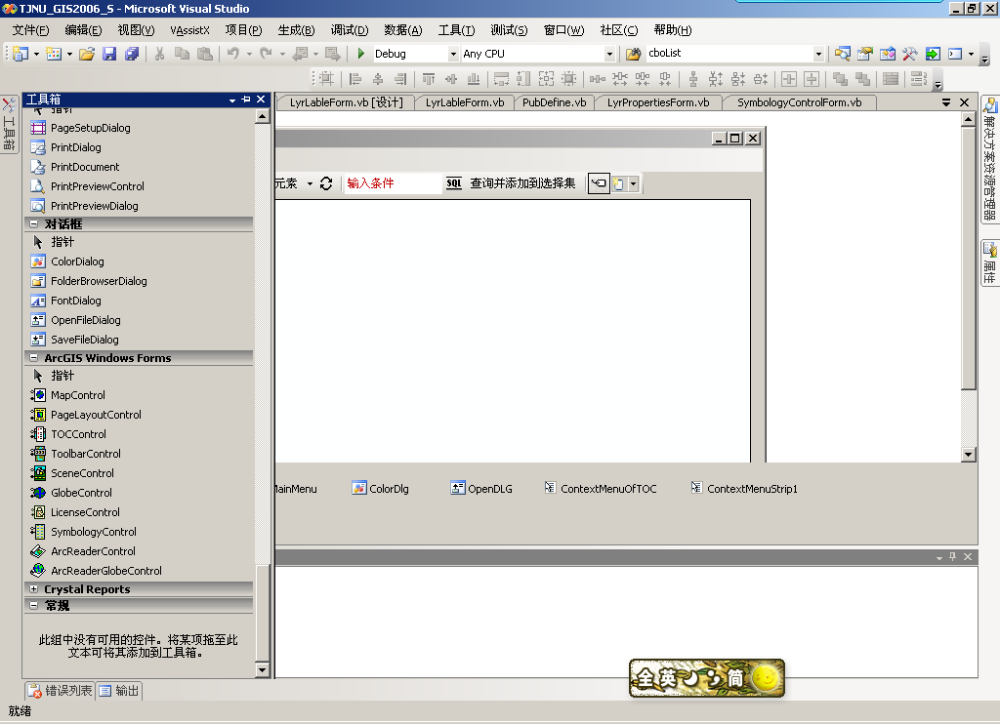 TJNU_GIS2006_S - Microsoft Visual Studio
文件(F) 编辑(E) 视图(V) VAssistX 项目(P) 生成(B) 调试(D) 数据(A) 工具(T) 测试(S) 窗口(W) 社区(C) 帮助(H)
Debug Any CPU cboList
工具箱
LyrLableForm.vb [设计] LyrLableForm.vb PubDefine.vb LyrPropertiesForm.vb SymbologyControlForm.vb
工具箱
指针
PageSetupDialog
PrintDialog
PrintDocument
PrintPreviewControl
PrintPreviewDialog
对话框
指针
ColorDialog
FolderBrowserDialog
FontDialog
OpenFileDialog
SaveFileDialog
ArcGIS Windows Forms
指针
MapControl
PageLayoutControl
TOCControl
ToolbarControl
SceneControl
GlobeControl
LicenseControl
SymbologyControl
ArcReaderControl
ArcReaderGlobeControl
Crystal Reports
常规
此组中没有可用的控件。将某项拖至此
文本可将其添加到工具箱。
元素 输入条件 SQL 查询并添加到选择集
MainMenu ColorDlg OpenDLG ContextMenuOfTOC ContextMenuStrip1
解决方案资源管理器
属性
全英 简
错误列表 输出
就绪